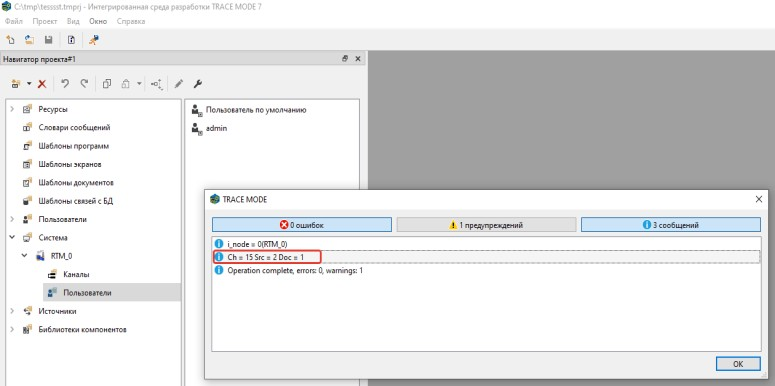 C:\tmp\tesssst.tmprj - Интегрированная среда разработки TRACE MODE 7
Файл Проект Вид Окно Справка
Навигатор проекта#1
Ресурсы
Словари сообщений
Шаблоны программ
Шаблоны экранов
Шаблоны документов
Шаблоны связей с БД
Пользователи
Система
RTM_0
Каналы
Пользователи
Источники
Библиотеки компонентов
Пользователь по умолчанию
admin
TRACE MODE
0 ошибок 1 предупреждений 3 сообщений
i_node = 0(RTM_0)
Ch = 15 Src = 2 Doc = 1
Operation complete, errors: 0, warnings: 1
OK